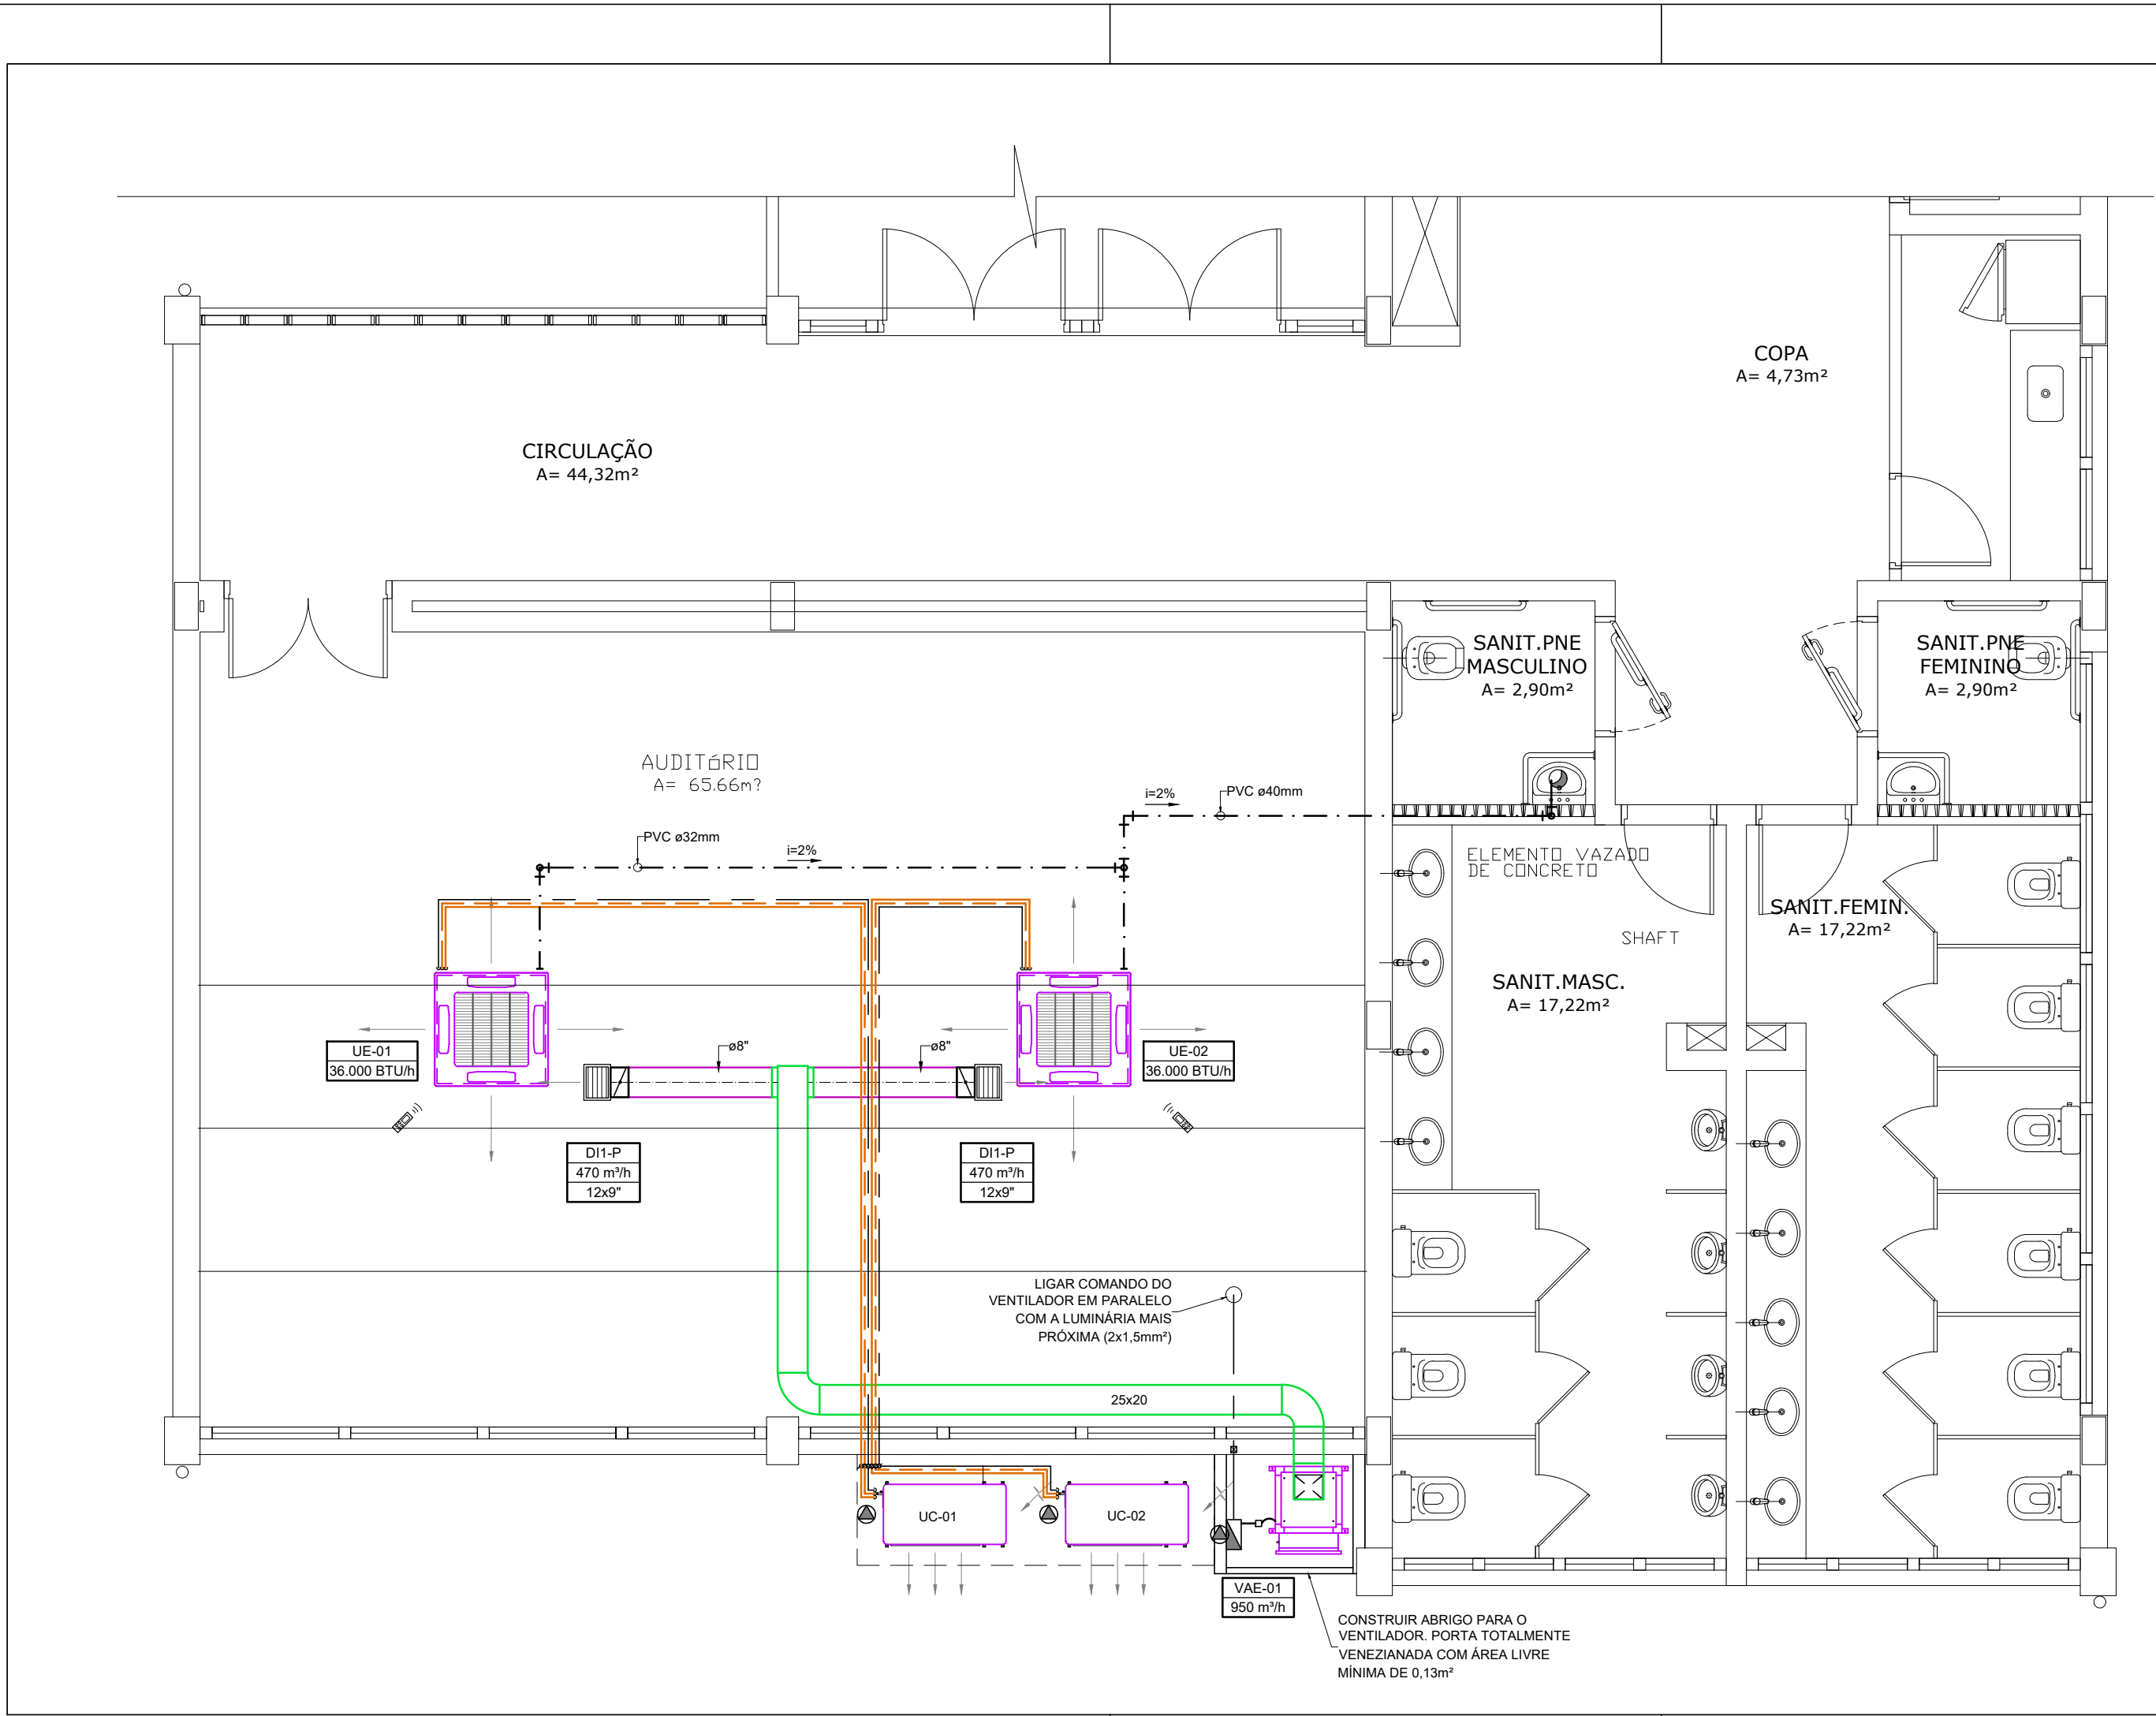 COPA
A= 4,73m²
CIRCULAÇÃO
A= 44,32m²
SANIT.PNE
MASCULINO
A= 2,90m²
SANIT.PNE
FEMININO
A= 2,90m²
AUDITóRIO
A= 65.66m?
i=2%
PVC ø40mm
PVC ø32mm
i=2%
ELEMENTO VAZADO
DE CONCRETO
SHAFT
SANIT.FEMIN.
A= 17,22m²
SANIT.MASC.
A= 17,22m²
UE-01
36.000 BTU/h
ø8"
ø8"
UE-02
36.000 BTU/h
DI1-P
470 m³/h
12x9"
DI1-P
470 m³/h
12x9"
LIGAR COMANDO DO
VENTILADOR EM PARALELO
COM A LUMINÁRIA MAIS
PRÓXIMA (2x1,5mm²)
25x20
UC-01
UC-02
VAE-01
950 m³/h
CONSTRUIR ABRIGO PARA O
VENTILADOR. PORTA TOTALMENTE
VENEZIANADA COM ÁREA LIVRE
MÍNIMA DE 0,13m²